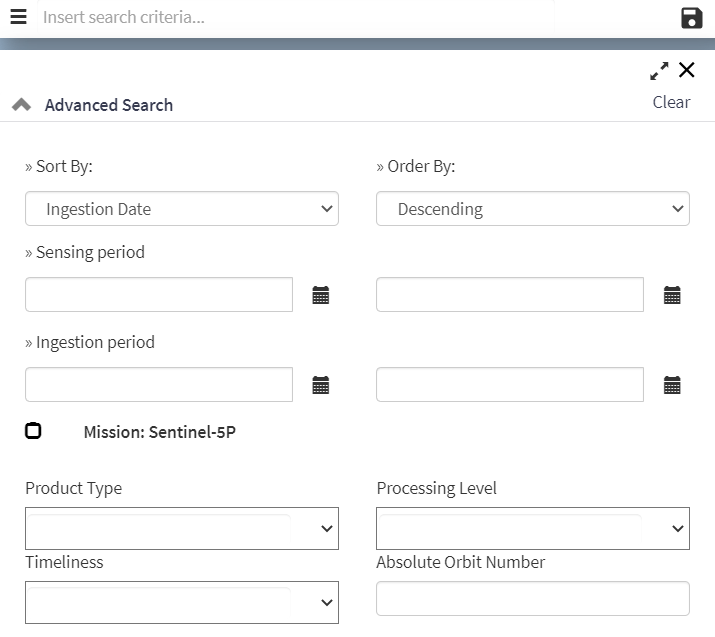 Insert search criteria...
Advanced Search
Clear
» Sort By:
» Order By:
Ingestion Date
Descending
» Sensing period
» Ingestion period
Mission: Sentinel-5P
Product Type
Processing Level
Timeliness
Absolute Orbit Number